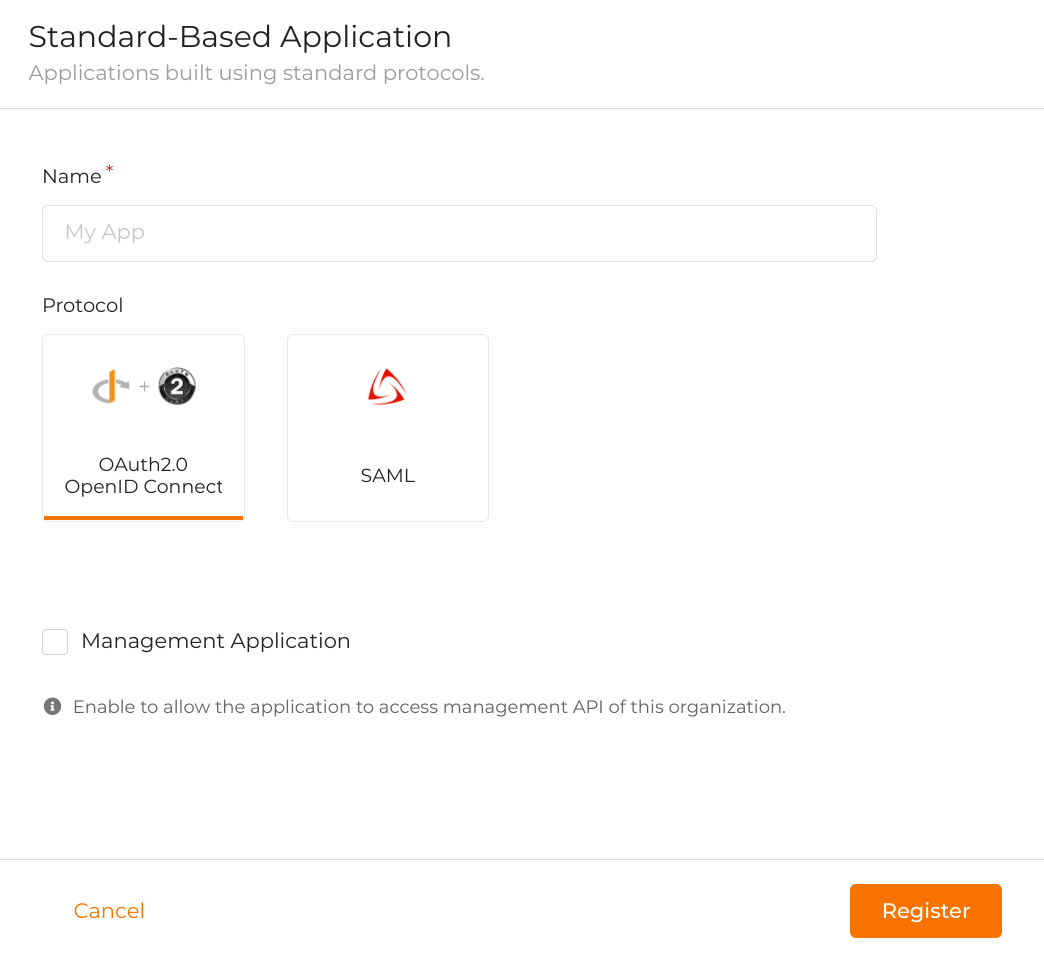 Standard-Based Application
Applications built using standard protocols.
Name *
My App
Protocol
+ 2
OAuth2.0
OpenID Connect
SAML
Management Application
Enable to allow the application to access management API of this organization.
Cancel
Register